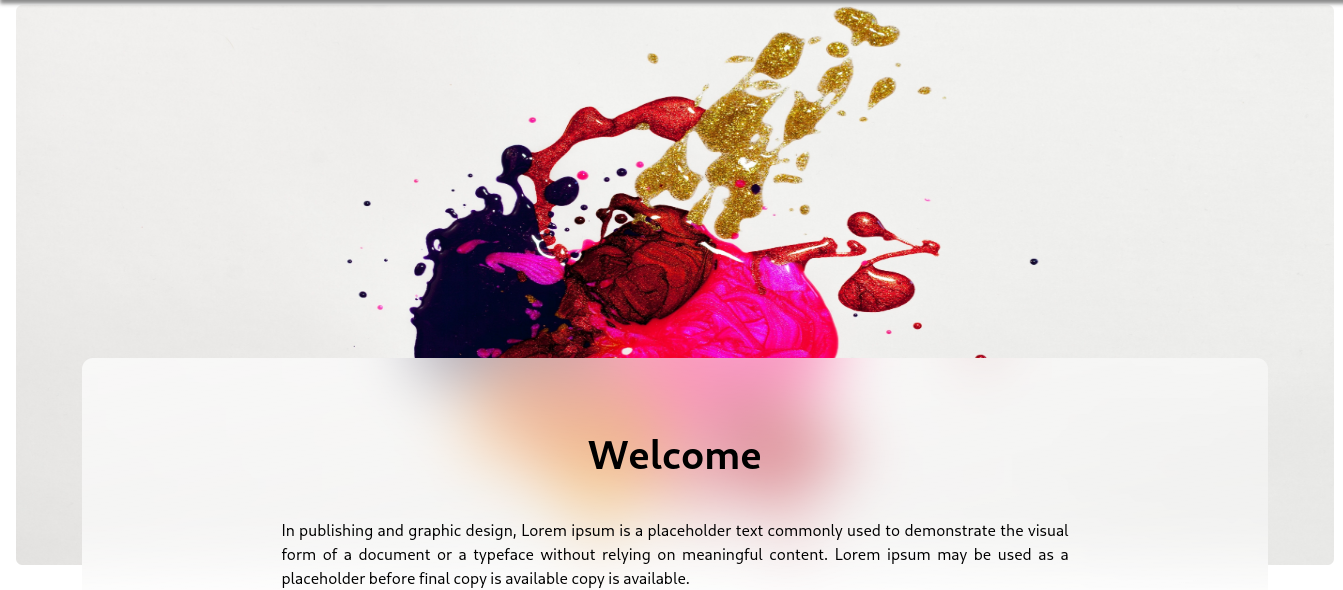 Welcome
In publishing and graphic design, Lorem ipsum is a placeholder text commonly used to demonstrate the visual
form of a document or a typeface without relying on meaningful content. Lorem ipsum may be used as a
placeholder before final copy is available copy is available.